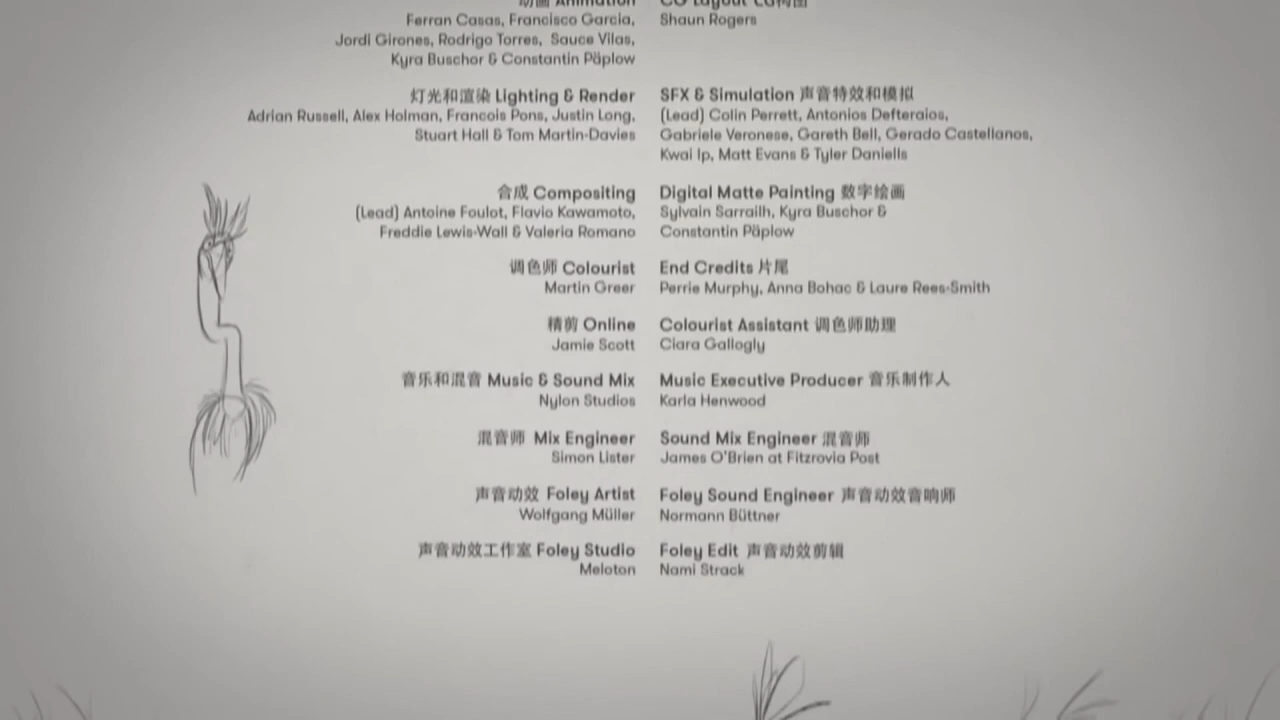 Animation
Ferran Casas, Francisco Garcia,
Jordi Girones, Rodrigo Torres, Sauce Vilas,
Kyra Buschor & Constantin Päplow
CG Layout CG构图
Shaun Rogers
灯光和渲染 Lighting & Render
Adrian Russell, Alex Holman, Francois Pons, Justin Long,
Stuart Hall & Tom Martin-Davies
SFX & Simulation 声音特效和模拟
(Lead) Colin Perrett, Antonios Defteraios,
Gabriele Veronese, Gareth Bell, Gerado Castellanos,
Kwai Ip, Matt Evans & Tyler Daniells
合成 Compositing
(Lead) Antoine Foulot, Flavio Kawamoto,
Freddie Lewis-Wall & Valeria Romano
Digital Matte Painting 数字绘画
Sylvain Sarrailh, Kyra Buschor &
Constantin Päplow
调色师 Colourist
Martin Greer
End Credits 片尾
Perrie Murphy, Anna Bohac & Laure Rees-Smith
精剪 Online
Jamie Scott
Colourist Assistant 调色师助理
Ciara Gallogly
音乐和混音 Music & Sound Mix
Nylon Studios
Music Executive Producer 音乐制作人
Karla Henwood
混音师 Mix Engineer
Simon Lister
Sound Mix Engineer 混音师
James O'Brien at Fitzrovia Post
声音动效 Foley Artist
Wolfgang Müller
Foley Sound Engineer 声音动效音响师
Normann Büttner
声音动效工作室 Foley Studio
Meloton
Foley Edit 声音动效剪辑
Nami Strack